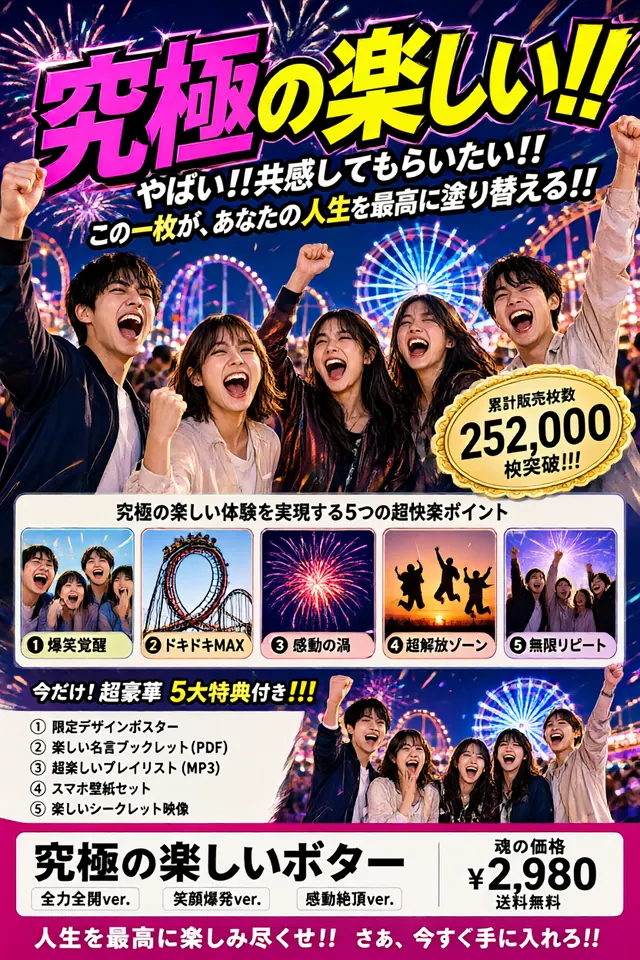 究極の楽しい!!
やばい!!共感してもらいたい!!
この一枚が、あなたの人生を最高に塗り替える!!
累計販売枚数
252,000
枚突破!!!
究極の楽しい体験を実現する5つの超快楽ポイント
❶ 爆笑覚醒
❷ ドキドキMAX
❸ 感動の渦
❹ 超解放ゾーン
❺ 無限リピート
今だけ! 超豪華 5大特典付き!!!
① 限定デザインポスター
② 楽しい名言ブックレット(PDF)
③ 超楽しいプレイリスト(MP3)
④ スマホ壁紙セット
⑤ 楽しいシークレット映像
究極の楽しいボター
全力全開ver.
笑顔爆発ver.
感動絶頂ver.
魂の価格
¥2,980
送料無料
人生を最高に楽しみ尽くせ!! さあ、今すぐ手に入れろ!!